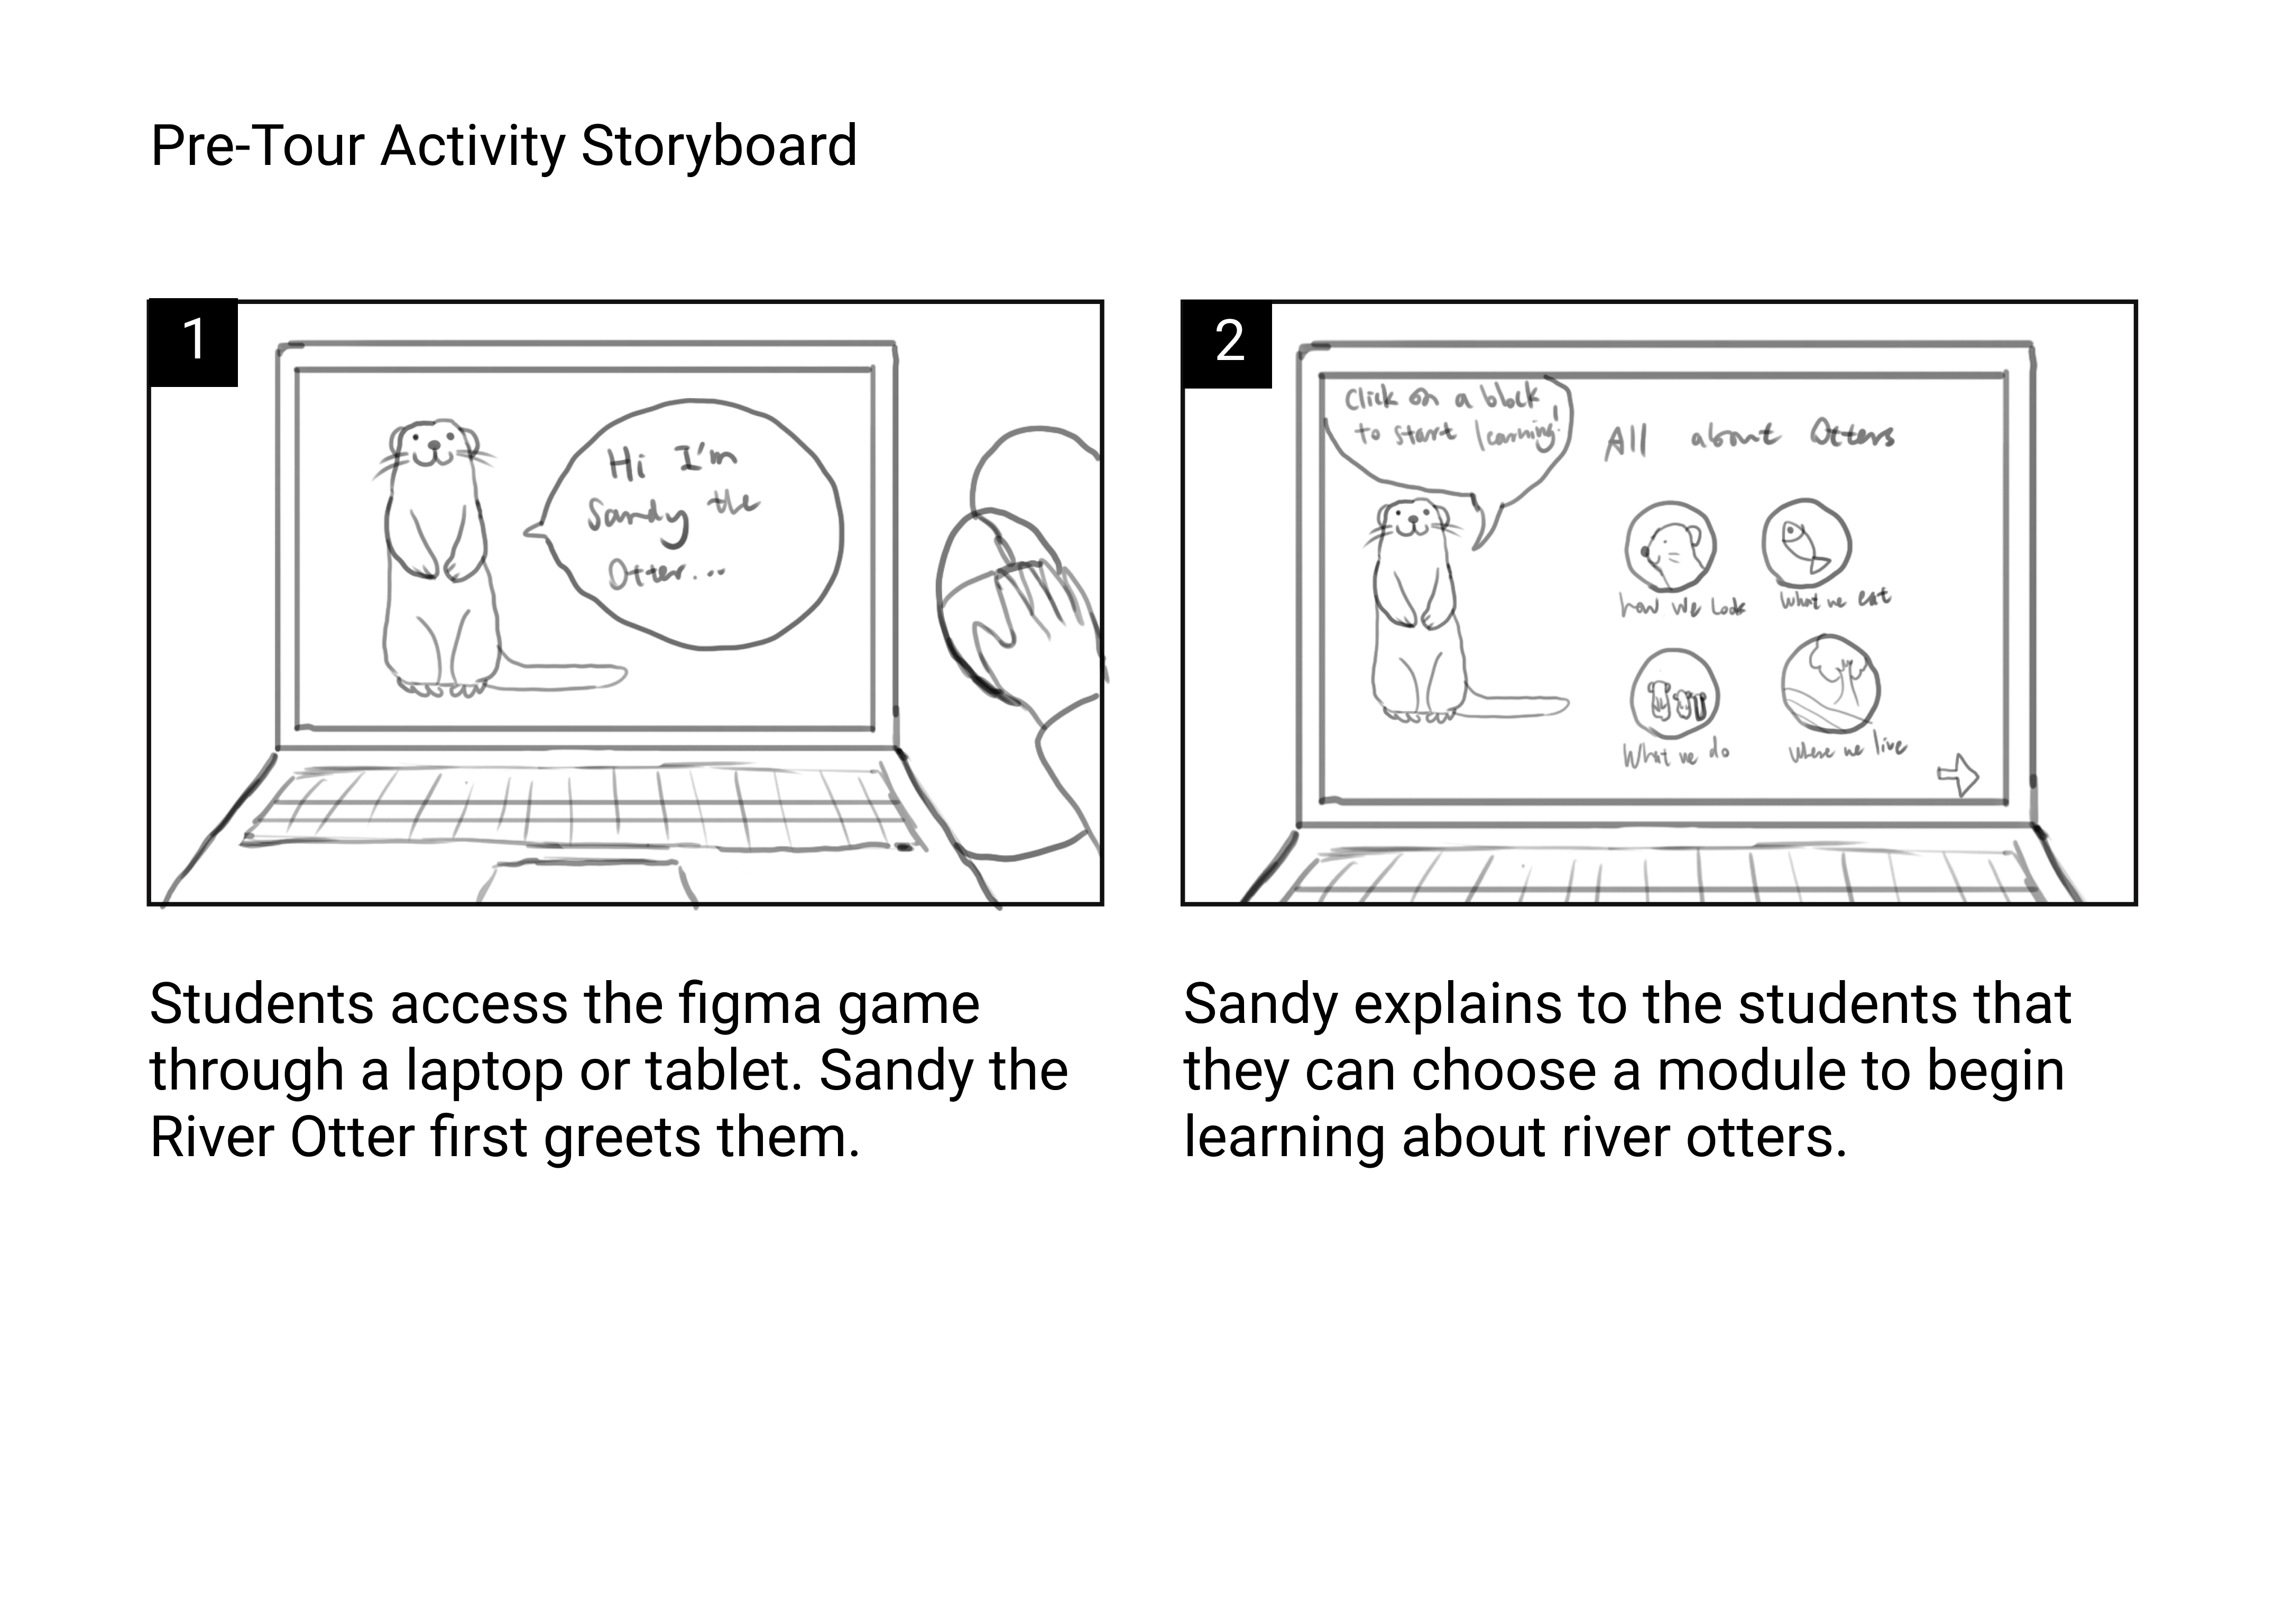 Pre-Tour Activity Storyboard
1
Hi I'm
Sandy the
Otter...
Students access the figma game
through a laptop or tablet. Sandy the
River Otter first greets them.
2
Click on a block
to start learning!
All about Otters
how we look
What we eat
What we do
Where we live
Sandy explains to the students that
they can choose a module to begin
learning about river otters.